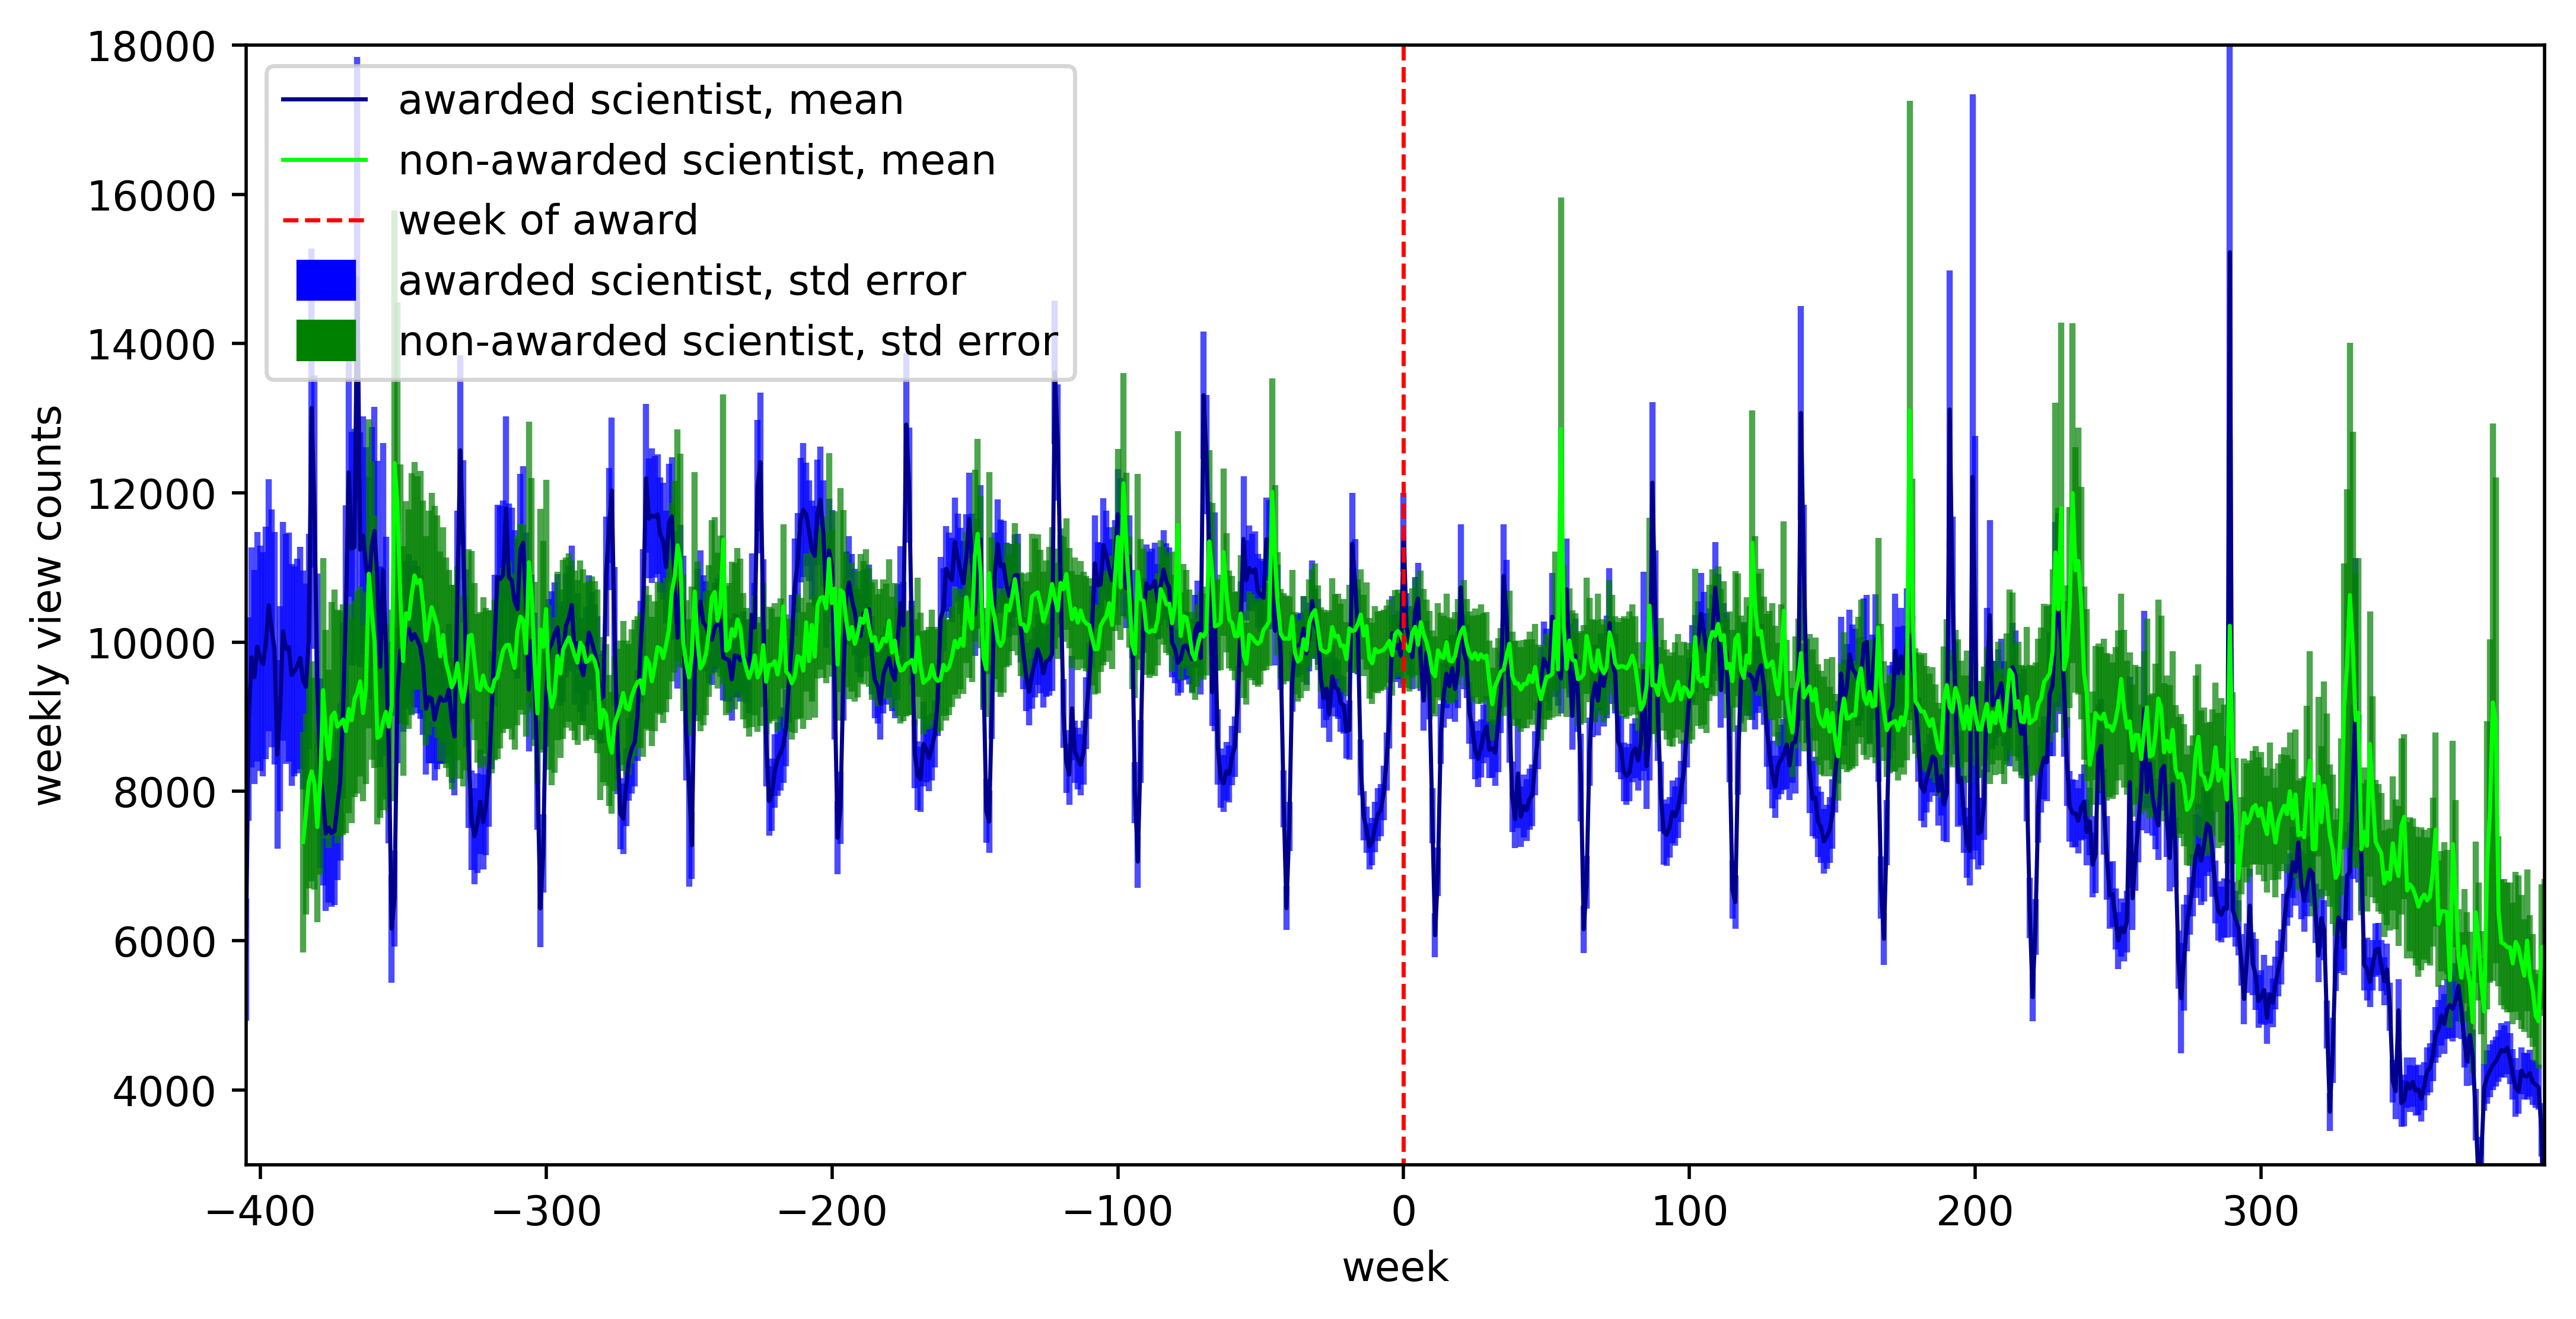 18000
16000
14000
12000
10000
8000
6000
4000
weekly view counts
awarded scientist, mean
non-awarded scientist, mean
week of award
awarded scientist, std error
non-awarded scientist, std error
−400 −300 −200 −100 0 100 200 300
week